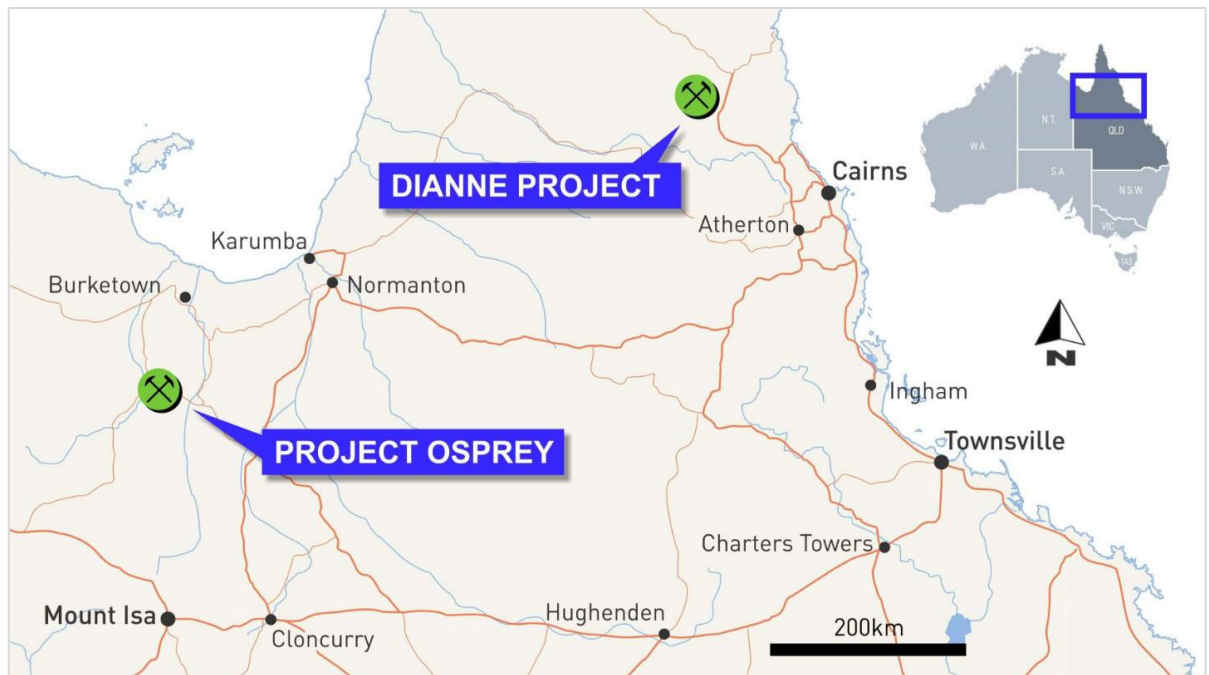 DIANNE PROJECT
Cairns
Atherton
Karumba
Burketown
Normanton
Ingham
PROJECT OSPREY
Townsville
Charters Towers
Mount Isa
Cloncurry
Hughenden
200km
W.A.
N.T.
QLD
S.A.
N.S.W.
VIC
TAS
N